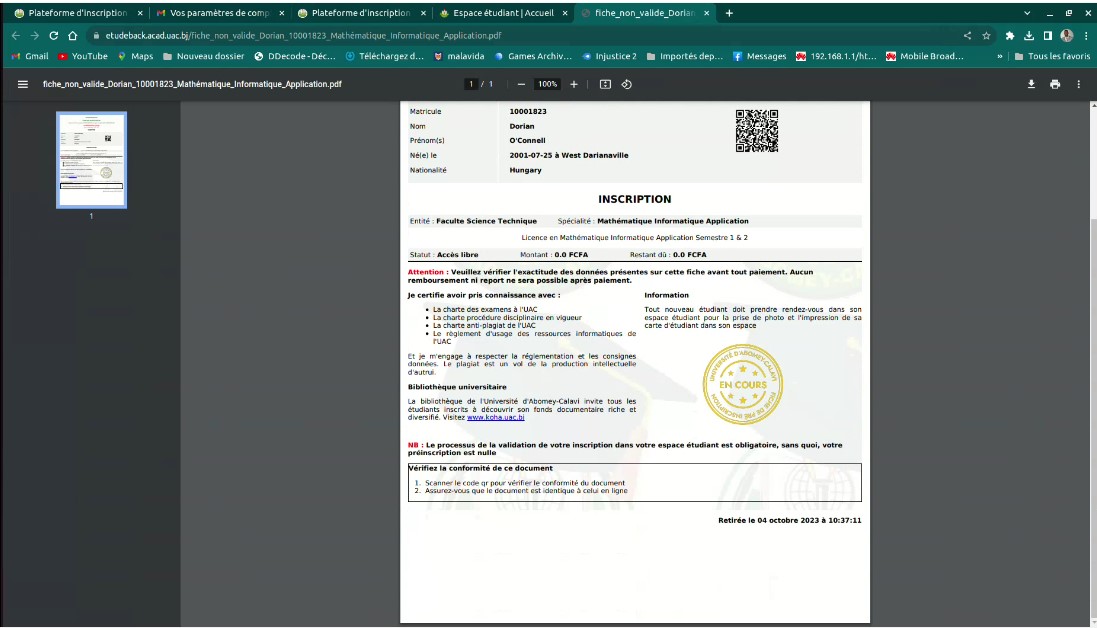 Plateforme d'inscription
Vos paramètres de comp
Plateforme d'inscription
Espace étudiant | Accueil
fiche_non_valide_Dorian_
etudeback.acad.uac.bj/fiche_non_valide_Dorian_10001823_Mathématique_Informatique_Application.pdf
Gmail
YouTube
Maps
Nouveau dossier
DDecode - Déc...
Téléchargez d...
malavida
Games Archiv...
Injustice 2
Importés dep...
Messages
192.168.1.1/ht...
Mobile Broad...
»
Tous les favoris
fiche_non_valide_Dorian_10001823_Mathématique_Informatique_Application.pdf
1 / 1
100%
1
Matricule 10001823
Nom Dorian
Prénom(s) O'Connell
Né(e) le 2001-07-25 à West Darianaville
Nationalité Hungary
INSCRIPTION
Entité : Faculte Science Technique Spécialité : Mathématique Informatique Application
Licence en Mathématique Informatique Application Semestre 1 & 2
Statut : Accès libre Montant : 0.0 FCFA Restant dû : 0.0 FCFA
Attention : Veuillez vérifier l'exactitude des données présentes sur cette fiche avant tout paiement. Aucun
remboursement ni report ne sera possible après paiement.
Je certifie avoir pris connaissance avec :
La charte des examens à l'UAC
La charte procédure disciplinaire en vigueur
La charte anti-plagiat de l'UAC
Le règlement d'usage des ressources informatiques de
l'UAC
Et je m'engage à respecter la réglementation et les consignes
données. Le plagiat est un vol de la production intellectuelle
d'autrui.
Bibliothèque universitaire
La bibliothèque de l'Université d'Abomey-Calavi invite tous les
étudiants inscrits à découvrir son fonds documentaire riche et
diversifié. Visitez www.koha.uac.bj
Information
Tout nouveau étudiant doit prendre rendez-vous dans son
espace étudiant pour la prise de photo et l'impression de sa
carte d'étudiant dans son espace
UNIVERSITÉ D'ABOMEY-CALAVI
EN COURS
FICHE DE PRE INSCRIPTION
NB : Le processus de la validation de votre inscription dans votre espace étudiant est obligatoire, sans quoi, votre
préinscription est nulle
Vérifiez la conformité de ce document
1. Scanner le code qr pour vérifier le conformité du document
2. Assurez-vous que le document est identique à celui en ligne
Retirée le 04 octobre 2023 à 10:37:11